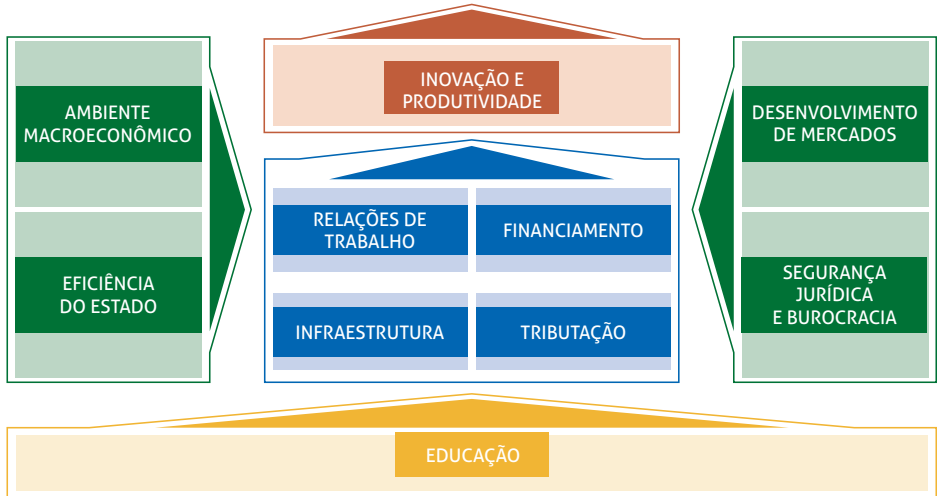 INOVAÇÃO E
PRODUTIVIDADE
AMBIENTE
MACROECONÔMICO
DESENVOLVIMENTO
DE MERCADOS
RELAÇÕES DE
TRABALHO
FINANCIAMENTO
EFICIÊNCIA
DO ESTADO
SEGURANÇA
JURÍDICA
E BUROCRACIA
INFRAESTRUTURA
TRIBUTAÇÃO
EDUCAÇÃO